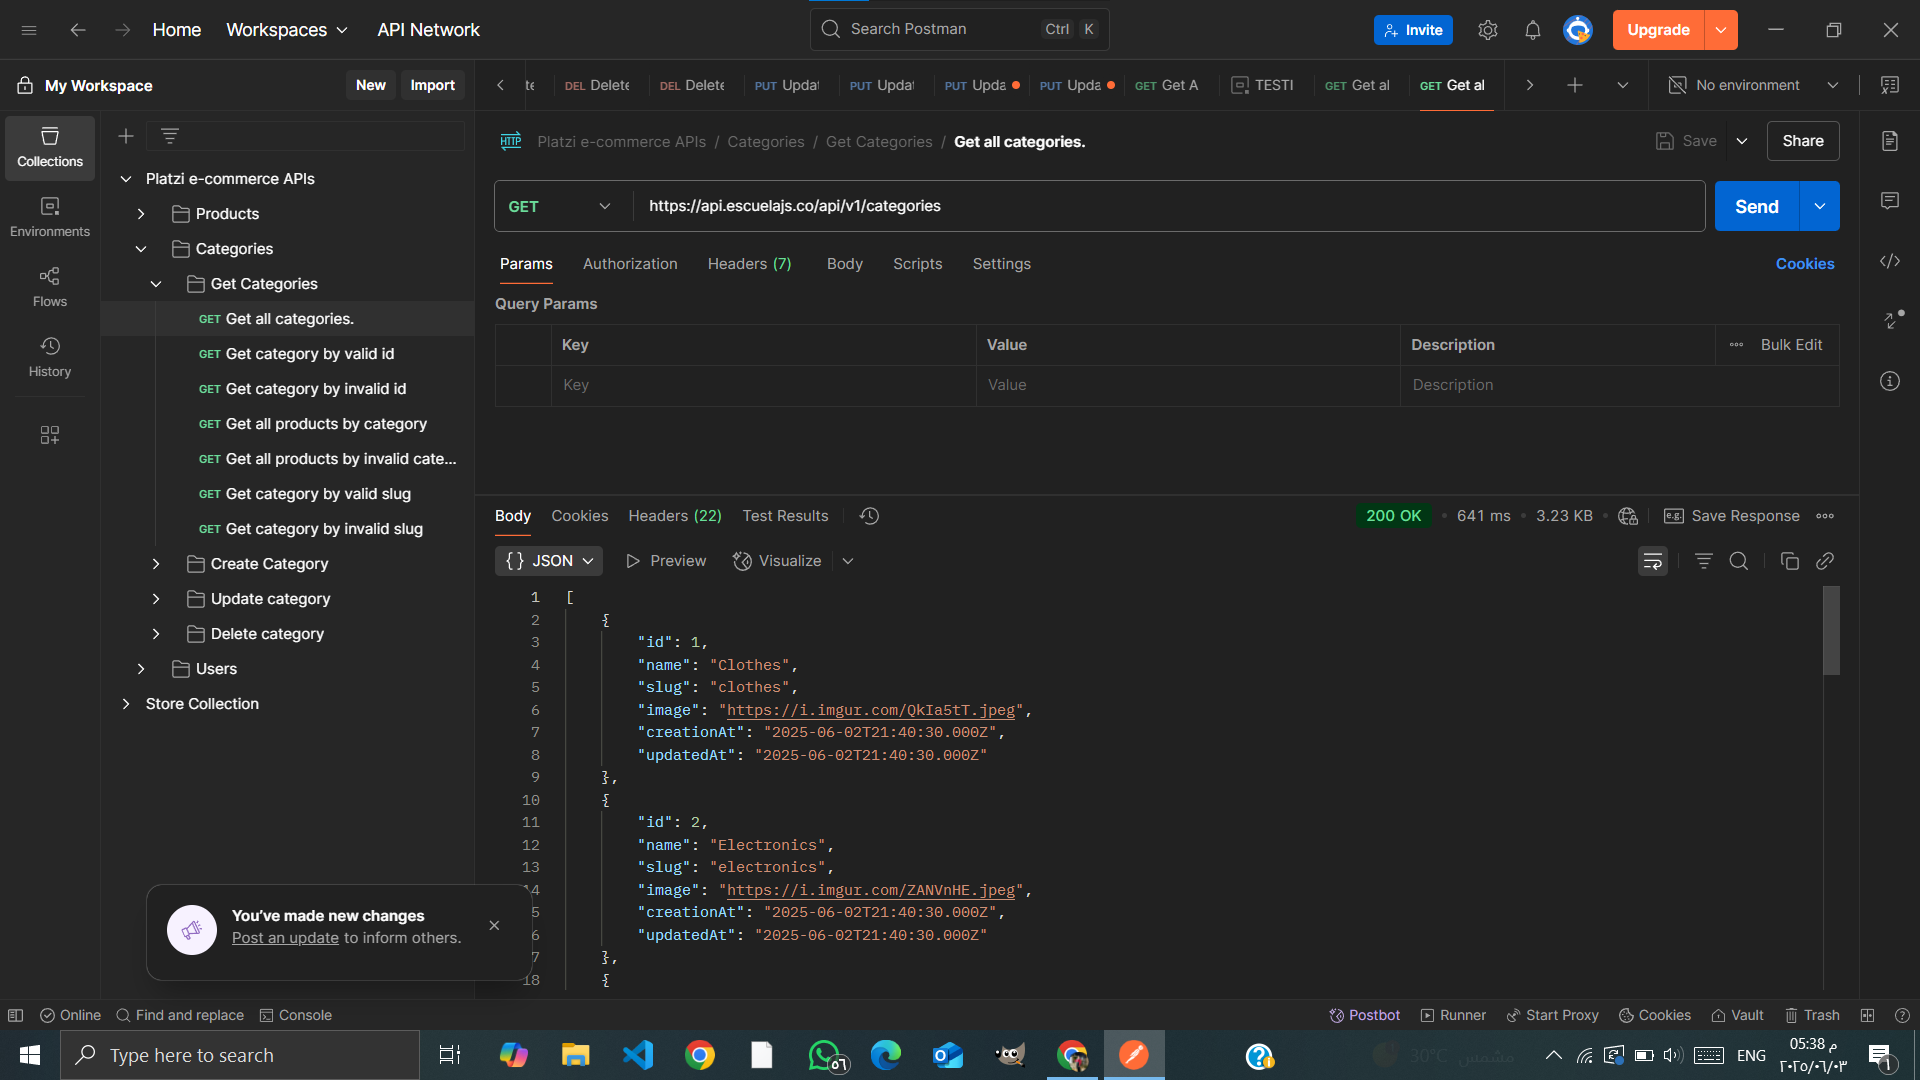 Home
Workspaces
API Network
Search Postman
Ctrl
K
Invite
Upgrade
My Workspace
New
Import
DEL Delete
DEL Delete
PUT Updat
PUT Updat
PUT Upda
PUT Upda
GET Get A
TESTI
GET Get al
GET Get al
No environment
Collections
Environments
Flows
History
Platzi e-commerce APIs
Products
Categories
Get Categories
GET Get all categories.
GET Get category by valid id
GET Get category by invalid id
GET Get all products by category
GET Get all products by invalid cate...
GET Get category by valid slug
GET Get category by invalid slug
Create Category
Update category
Delete category
Users
Store Collection
HTTP
Platzi e-commerce APIs / Categories / Get Categories / Get all categories.
Save
Share
GET
https://api.escuelajs.co/api/v1/categories
Send
Params
Authorization
Headers (7)
Body
Scripts
Settings
Cookies
Query Params
Key
Value
Description
Bulk Edit
Key
Value
Description
Body
Cookies
Headers (22)
Test Results
200 OK
641 ms
3.23 KB
e.g.
Save Response
{} JSON
Preview
Visualize
1 [
2 {
3 "id": 1,
4 "name": "Clothes",
5 "slug": "clothes",
6 "image": "https://i.imgur.com/QkIa5tT.jpeg",
7 "creationAt": "2025-06-02T21:40:30.000Z",
8 "updatedAt": "2025-06-02T21:40:30.000Z"
9 },
10 {
11 "id": 2,
12 "name": "Electronics",
13 "slug": "electronics",
14 "image": "https://i.imgur.com/ZANVnHE.jpeg",
5 "creationAt": "2025-06-02T21:40:30.000Z",
6 "updatedAt": "2025-06-02T21:40:30.000Z"
7 },
18 {
You've made new changes
Post an update to inform others.
Online
Find and replace
Console
Postbot
Runner
Start Proxy
Cookies
Vault
Trash
Type here to search
٥٦
30°C مشمس
ENG
05:38 م
٢٠٢٥/٠٦/٠٣
١